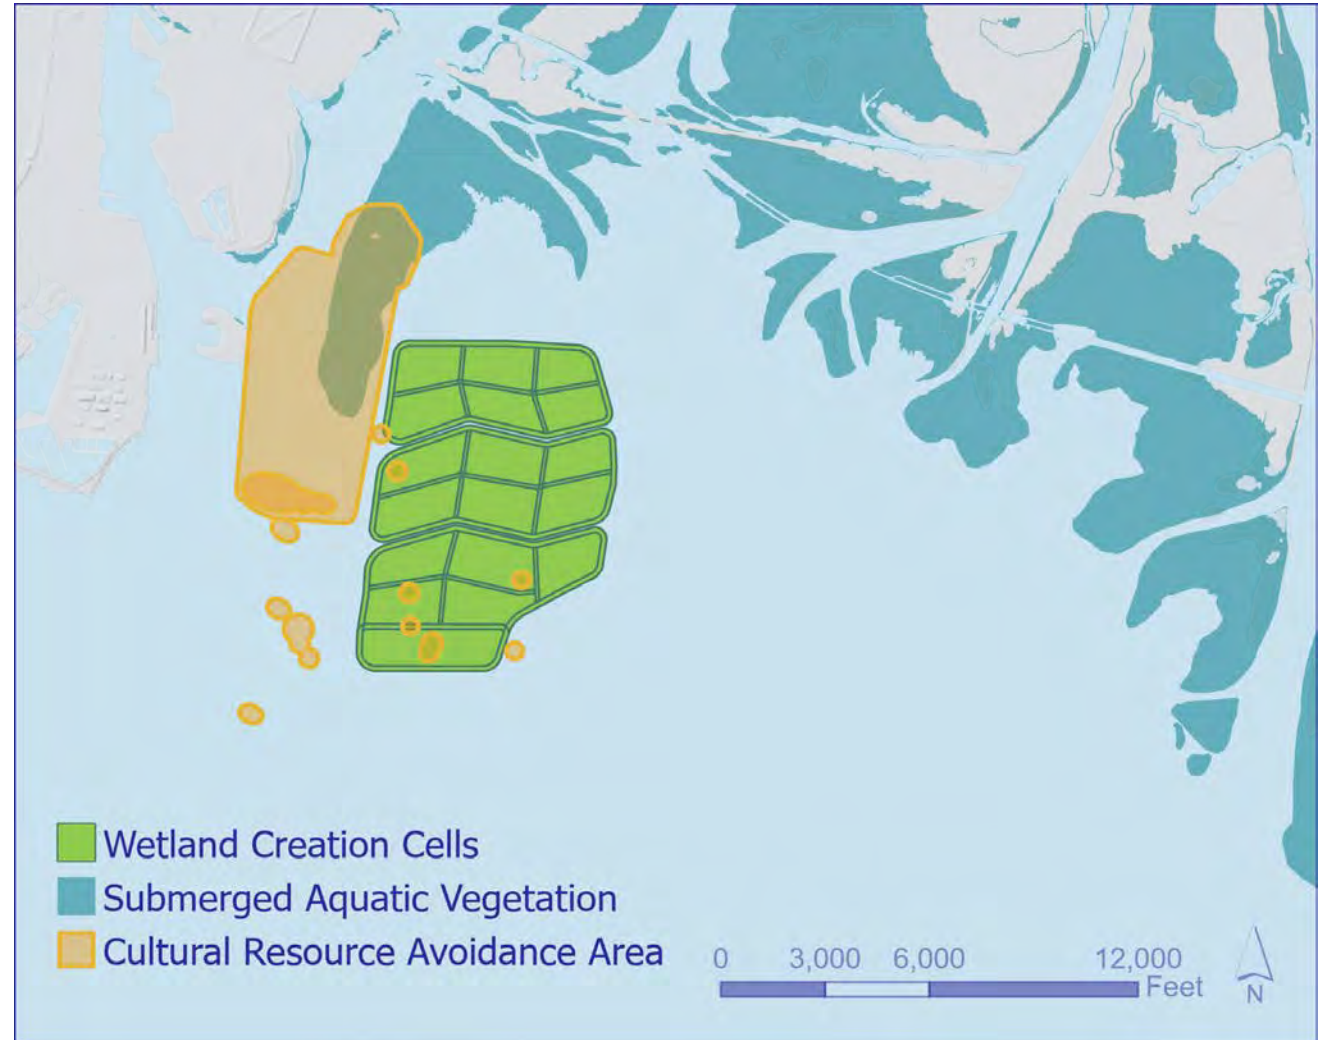 Wetland Creation Cells
Submerged Aquatic Vegetation
Cultural Resource Avoidance Area
0 3,000 6,000 12,000
Feet
N